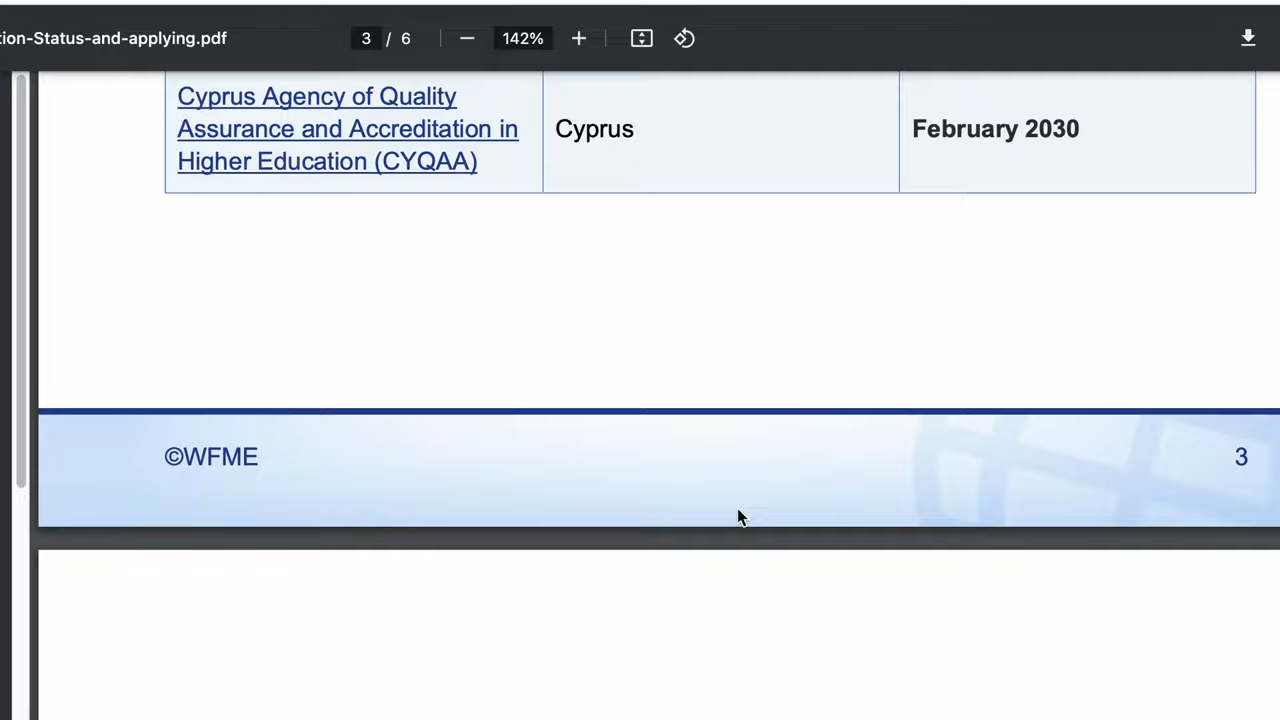 ion-Status-and-applying.pdf
3 / 6
142%
Cyprus Agency of Quality
Assurance and Accreditation in
Higher Education (CYQAA)
Cyprus
February 2030
©WFME
3